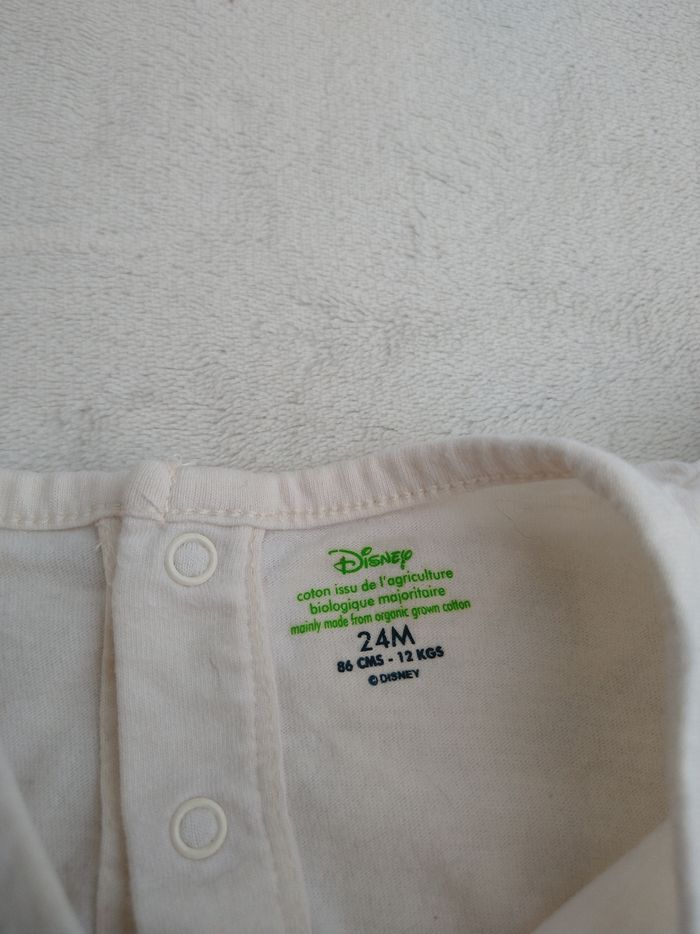 Disney
coton issu de l'agriculture
biologique majoritaire
mainly made from organic grown cotton
24M
86 CMS - 12 KGS
© DISNEY